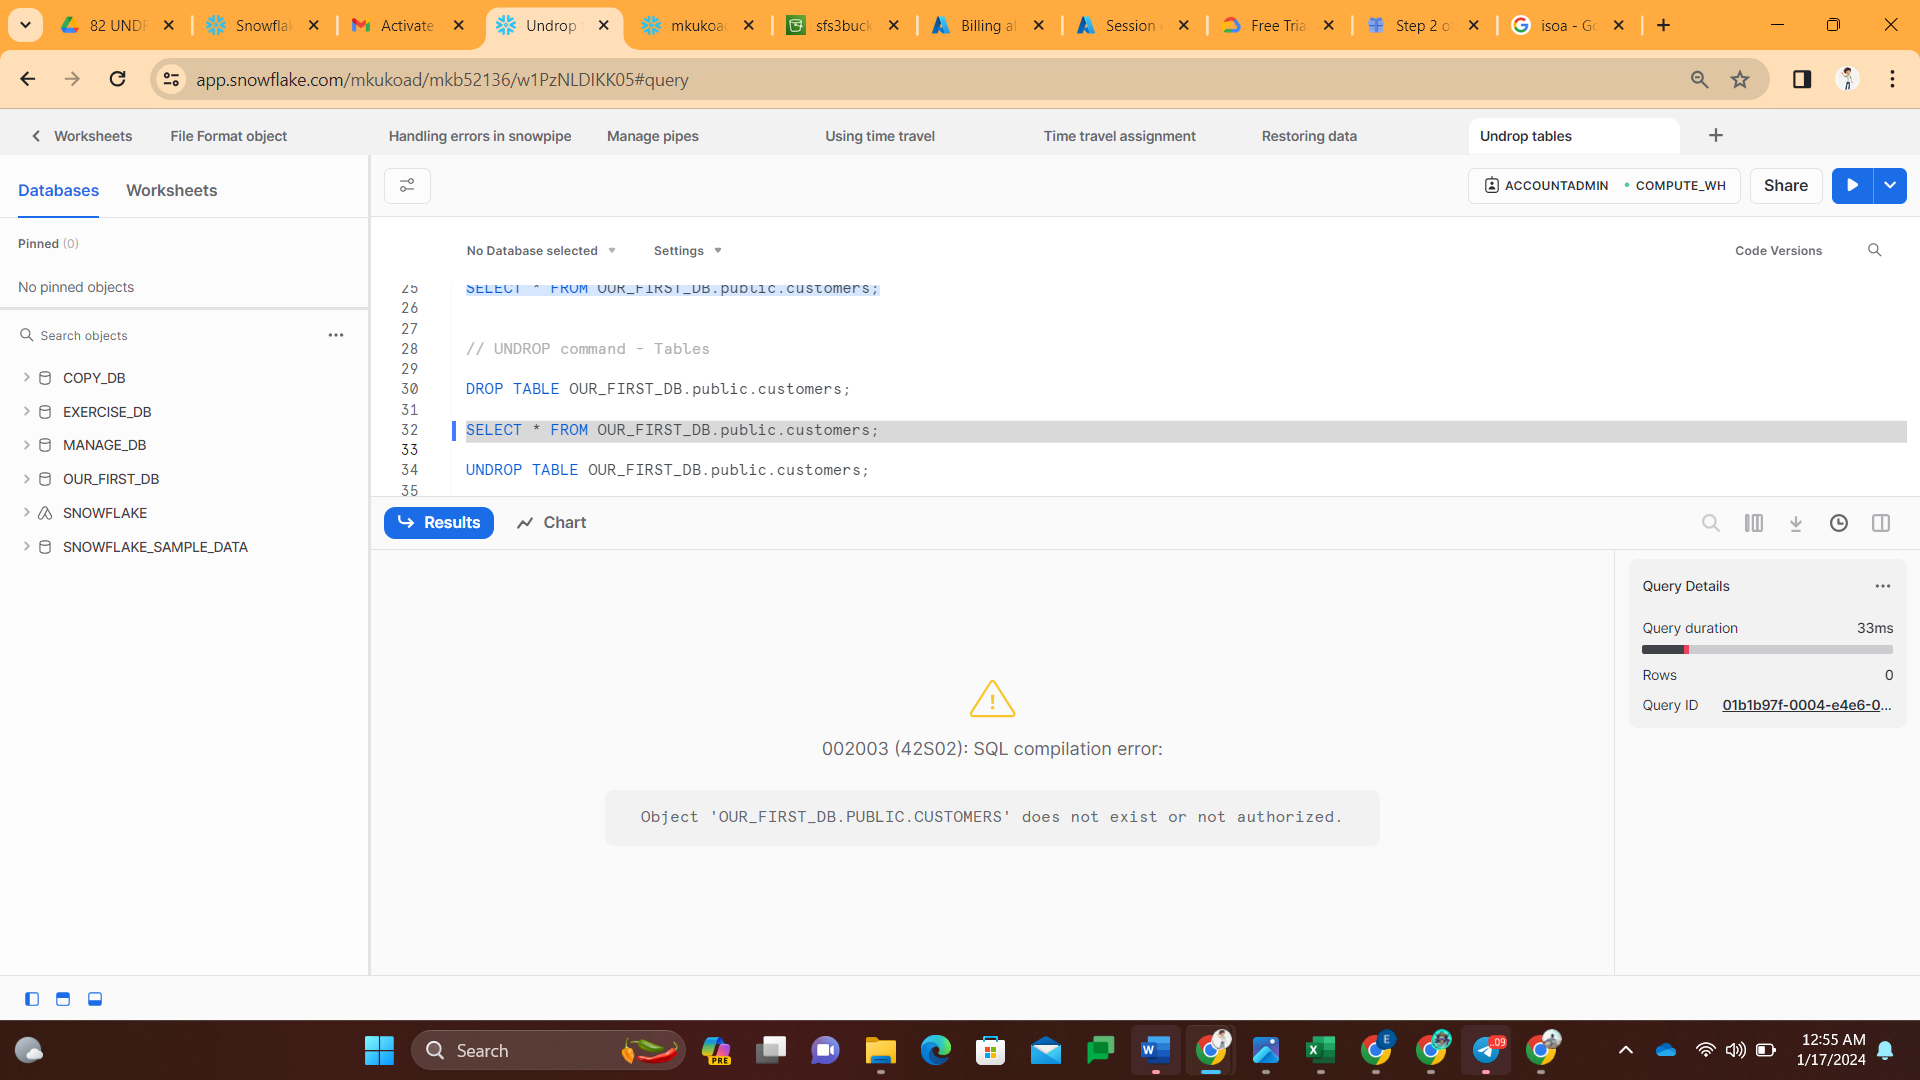 82 UNDR
Snowflak
Activate
Undrop
mkukoad
sfs3buck
Billing al
Session
Free Tria
Step 2 o
isoa - Go
app.snowflake.com/mkukoad/mkb52136/w1PzNLDIKK05#query
Worksheets
File Format object
Handling errors in snowpipe
Manage pipes
Using time travel
Time travel assignment
Restoring data
Undrop tables
Databases
Worksheets
ACCOUNTADMIN
COMPUTE_WH
Share
Pinned (0)
No pinned objects
No Database selected
Settings
Code Versions
Search objects
COPY_DB
EXERCISE_DB
MANAGE_DB
OUR_FIRST_DB
SNOWFLAKE
SNOWFLAKE_SAMPLE_DATA
25 SELECT * FROM OUR_FIRST_DB.public.customers;
26
27
28 // UNDROP command - Tables
29
30 DROP TABLE OUR_FIRST_DB.public.customers;
31
32 SELECT * FROM OUR_FIRST_DB.public.customers;
33
34 UNDROP TABLE OUR_FIRST_DB.public.customers;
35
Results
Chart
002003 (42S02): SQL compilation error:
Object 'OUR_FIRST_DB.PUBLIC.CUSTOMERS' does not exist or not authorized.
Query Details
Query duration 33ms
Rows 0
Query ID 01b1b97f-0004-e4e6-0...
Search
PRE
E
.09
12:55 AM
1/17/2024